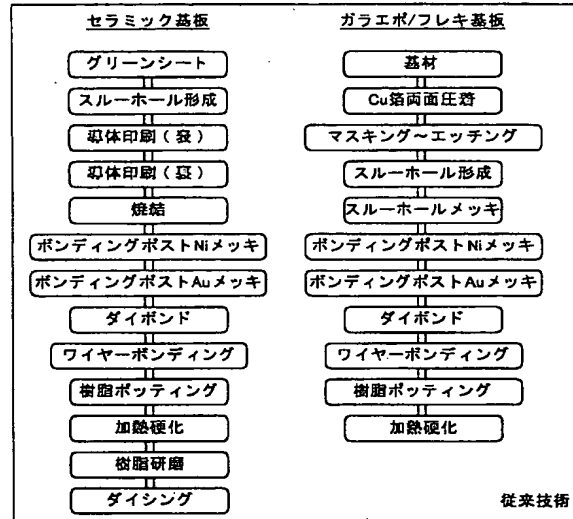 セラミック基板
グリーンシート
スルーホール形成
導体印刷（表）
導体印刷（裏）
焼結
ボンディングポストNiメッキ
ボンディングポストAuメッキ
ダイボンド
ワイヤーボンディング
樹脂ポッティング
加熱硬化
樹脂研磨
ダイシング
ガラエポ/フレキ基板
基材
Cu箔両面圧着
マスキング～エッチング
スルーホール形成
スルーホールメッキ
ボンディングポストNiメッキ
ボンディングポストAuメッキ
ダイボンド
ワイヤーボンディング
樹脂ポッティング
加熱硬化
従来技術